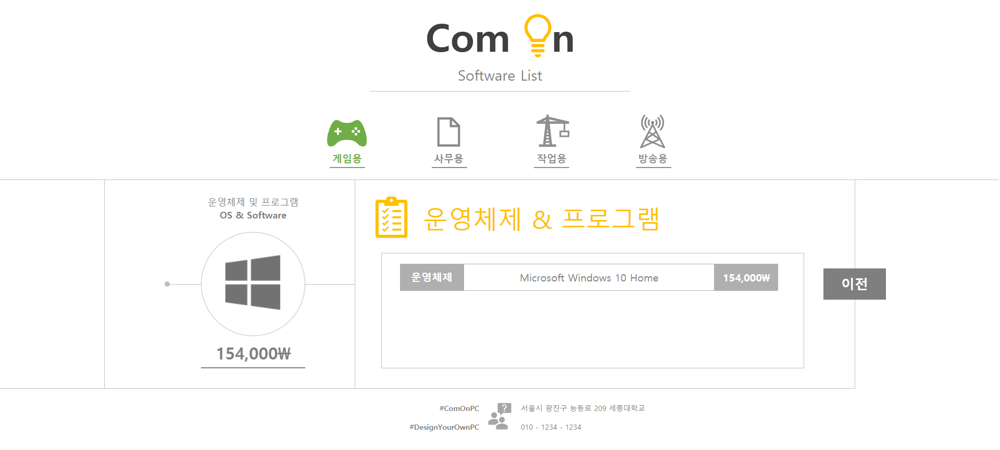 Com On
Software List
게임용
사무용
작업용
방송용
운영체제 및 프로그램
OS & Software
154,000₩
운영체제 & 프로그램
운영체제
Microsoft Windows 10 Home
154,000₩
이전
#ComOnPC
#DesignYourOwnPC
?
서울시 광진구 능동로 209 세종대학교
010 - 1234 - 1234